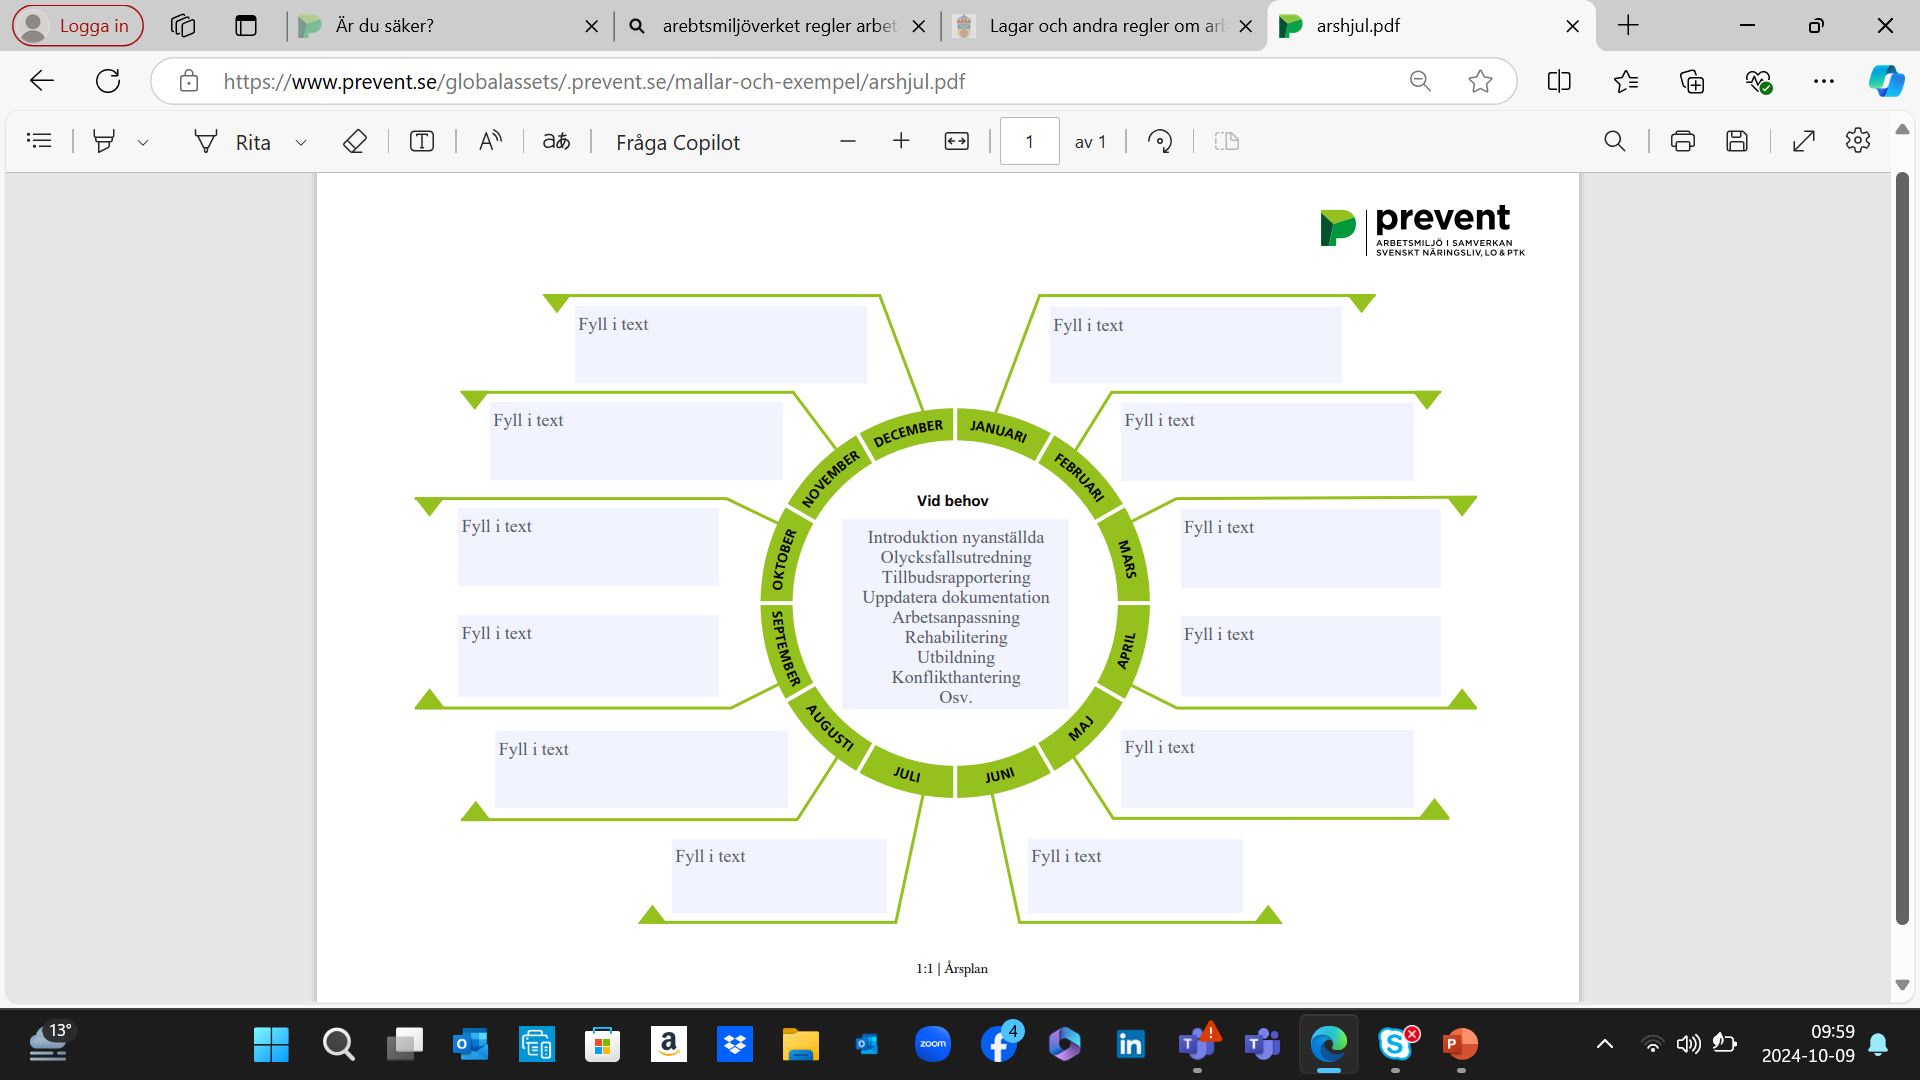 Logga in
Är du säker?
arebtsmiljöverket regler arbet
Lagar och andra regler om arb
arshjul.pdf
https://www.prevent.se/globalassets/.prevent.se/mallar-och-exempel/arshjul.pdf
Rita
aあ
Fråga Copilot
1
av 1
prevent
ARBETSMILJÖ I SAMVERKAN
SVENSKT NÄRINGSLIV, LO & PTK
Fyll i text
Fyll i text
Fyll i text
Fyll i text
DECEMBER
JANUARI
NOVEMBER
FEBRUARI
Vid behov
Fyll i text
Fyll i text
OKTOBER
MARS
Introduktion nyanställda
Olycksfallsutredning
Tillbudsrapportering
Uppdatera dokumentation
Arbetsanpassning
Rehabilitering
Utbildning
Konflikthantering
Osv.
Fyll i text
Fyll i text
SEPTEMBER
APRIL
AUGUSTI
MAJ
Fyll i text
Fyll i text
JULI
JUNI
Fyll i text
Fyll i text
1:1 | Årsplan
13°
zoom
4
09:59
2024-10-09